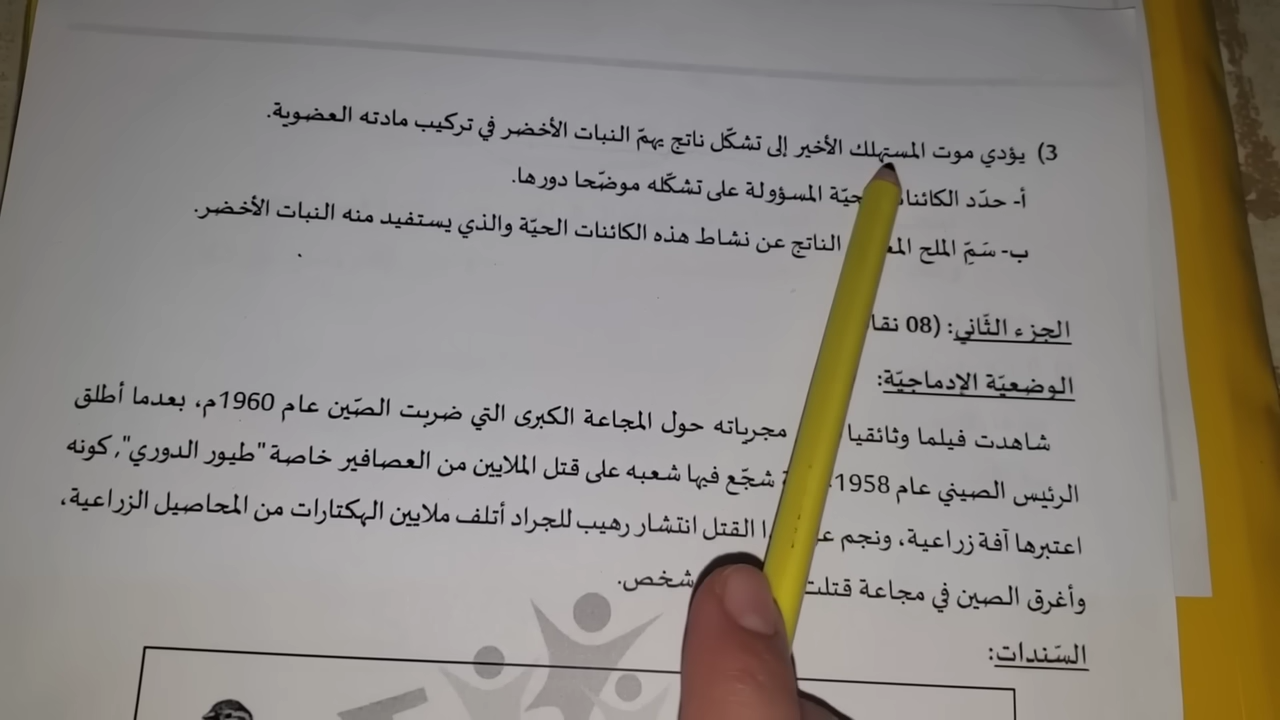 3) يؤدي موت المستهلك الأخير إلى تشكّل ناتج يهمّ النبات الأخضر في تركيب مادته العضوية.
أ- حدّد الكائنات الحيّة المسؤولة على تشكّله موضّحا دورها.
ب- سَمِّ الملح الناتج عن نشاط هذه الكائنات الحيّة والذي يستفيد منه النبات الأخضر.
الجزء الثّاني: (08 نقا
الوضعيّة الإدماجيّة:
شاهدت فيلما وثائقيا مجرياته حول المجاعة الكبرى التي ضربت الصّين عام 1960م، بعدما أطلق
الرئيس الصيني عام 1958 شجّع فيها شعبه على قتل الملايين من العصافير خاصة "طيور الدوري", كونه
اعتبرها آفة زراعية، ونجم القتل انتشار رهيب للجراد أتلف ملايين الهكتارات من المحاصيل الزراعية،
وأغرق الصين في مجاعة قتلت شخص.
السّندات: